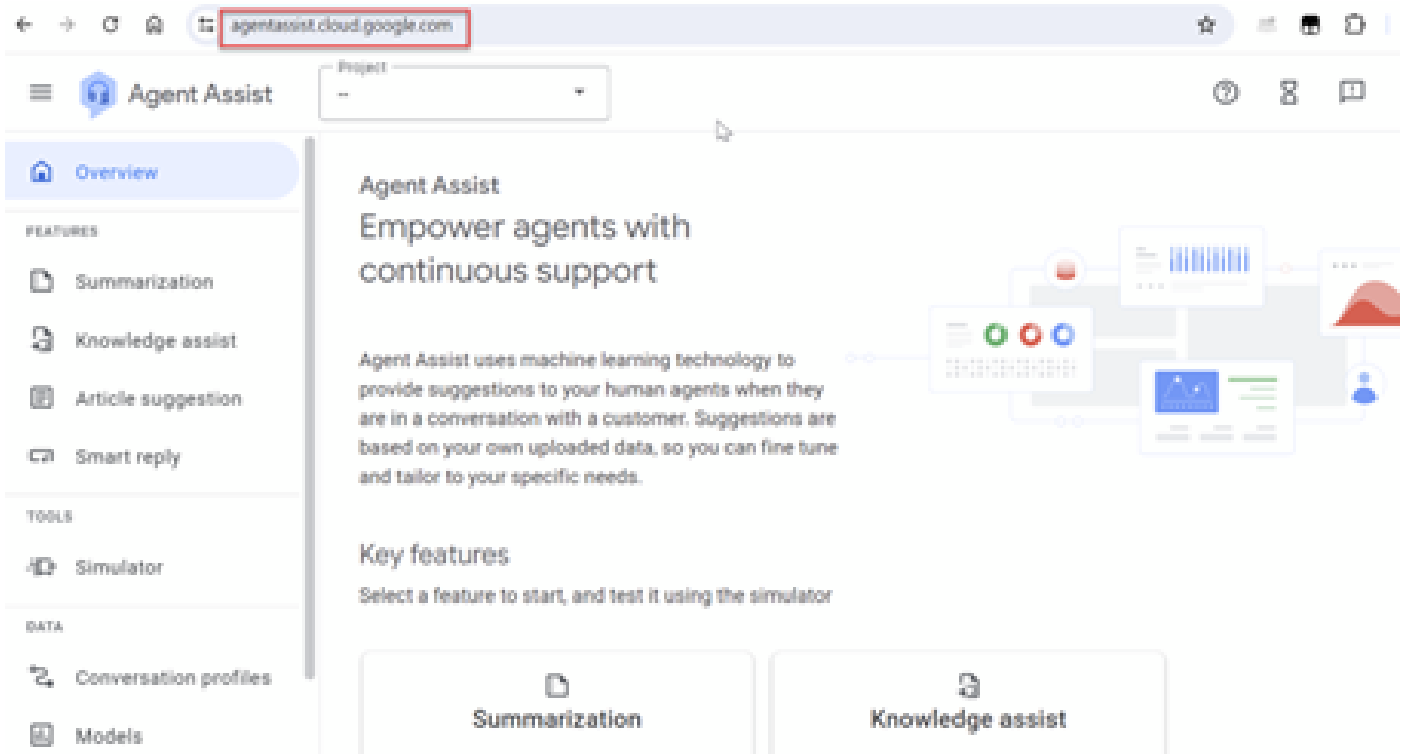 agentassist.cloud.google.com
Agent Assist
Project
--
Overview
FEATURES
Summarization
Knowledge assist
Article suggestion
Smart reply
TOOLS
Simulator
DATA
Conversation profiles
Models
Agent Assist
Empower agents with
continuous support
Agent Assist uses machine learning technology to
provide suggestions to your human agents when they
are in a conversation with a customer. Suggestions are
based on your own uploaded data, so you can fine tune
and tailor to your specific needs.
Key features
Select a feature to start, and test it using the simulator
Summarization
Knowledge assist